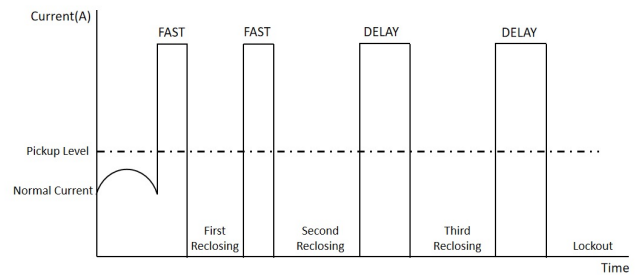 Current(A)
FAST
FAST
DELAY
DELAY
Pickup Level
Normal Current
First
Reclosing
Second
Reclosing
Third
Reclosing
Lockout
Time